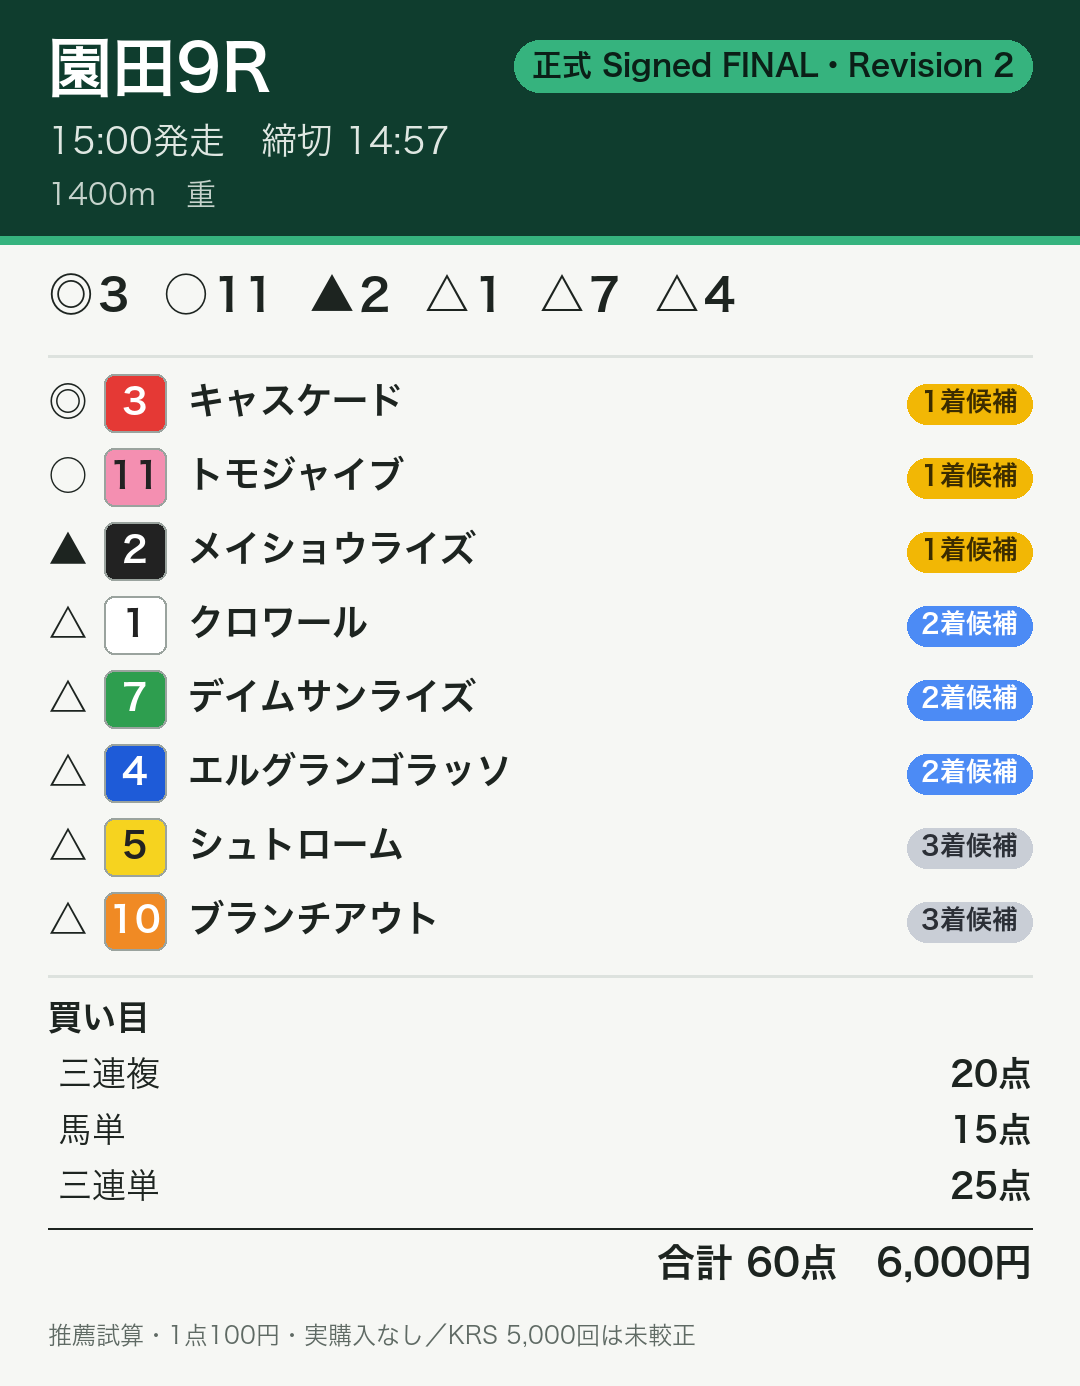 園田9R
正式 Signed FINAL・Revision 2
15:00発走　締切 14:57
1400m　重
◎3 ○11 ▲2 △1 △7 △4
◎ 3 キャスケード 1着候補
○ 11 トモジャイブ 1着候補
▲ 2 メイショウライズ 1着候補
△ 1 クロワール 2着候補
△ 7 デイムサンライズ 2着候補
△ 4 エルグランゴラッソ 2着候補
△ 5 シュトローム 3着候補
△ 10 ブランチアウト 3着候補
買い目
三連複 20点
馬単 15点
三連単 25点
合計 60点　6,000円
推薦試算・1点100円・実購入なし／KRS 5,000回は未較正